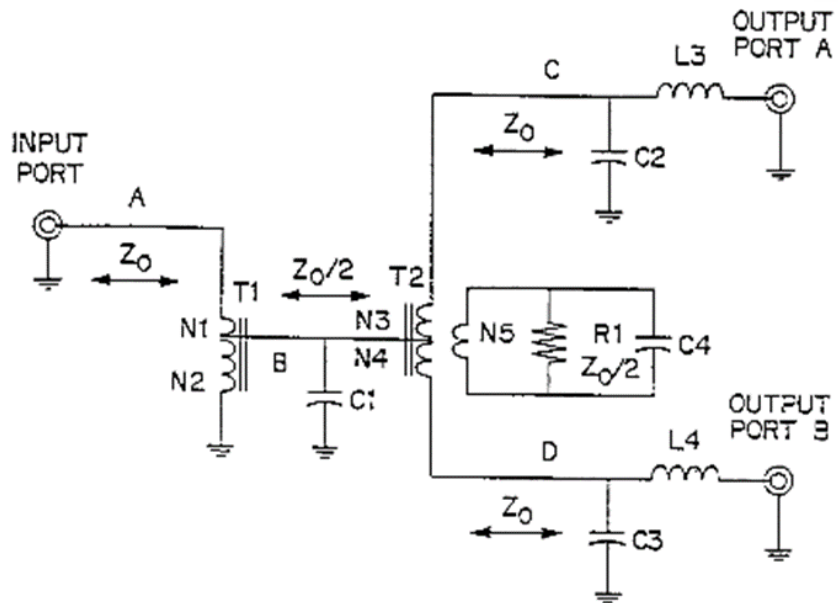 OUTPUT
PORT A
L3
C
Z0
C2
INPUT
PORT
A
Z0
Z0/2
T1
T2
N1
N2
B
C1
N3
N4
N5
R1
Z0/2
C4
OUTPUT
PORT B
L4
D
Z0
C3